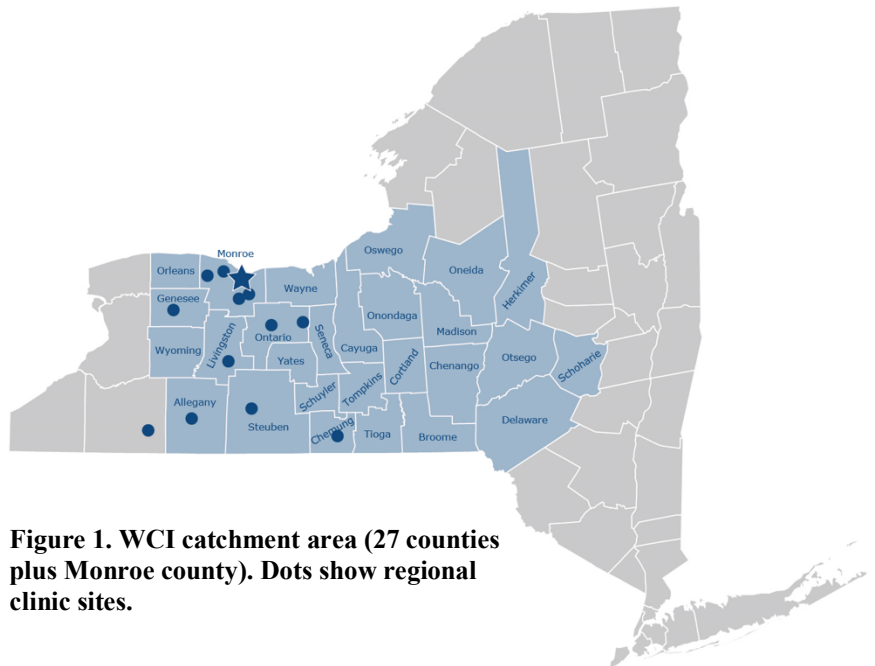 Monroe
Orleans
Wayne
Genesee
Oswego
Oneida
Herkimer
Onondaga
Madison
Ontario
Seneca
Cayuga
Livingston
Wyoming
Yates
Cortland
Chenango
Otsego
Schoharie
Tompkins
Schuyler
Allegany
Steuben
Chemung
Tioga
Broome
Delaware
Figure 1. WCI catchment area (27 counties
plus Monroe county). Dots show regional
clinic sites.